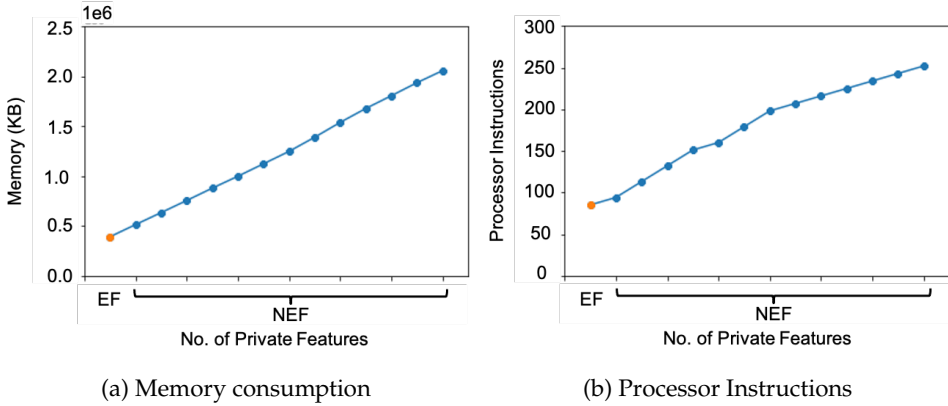 1e6
2.5
2.0
1.5
1.0
0.5
0.0
Memory (KB)
EF
NEF
No. of Private Features
(a) Memory consumption
300
250
200
150
100
50
0
Processor Instructions
EF
NEF
No. of Private Features
(b) Processor Instructions